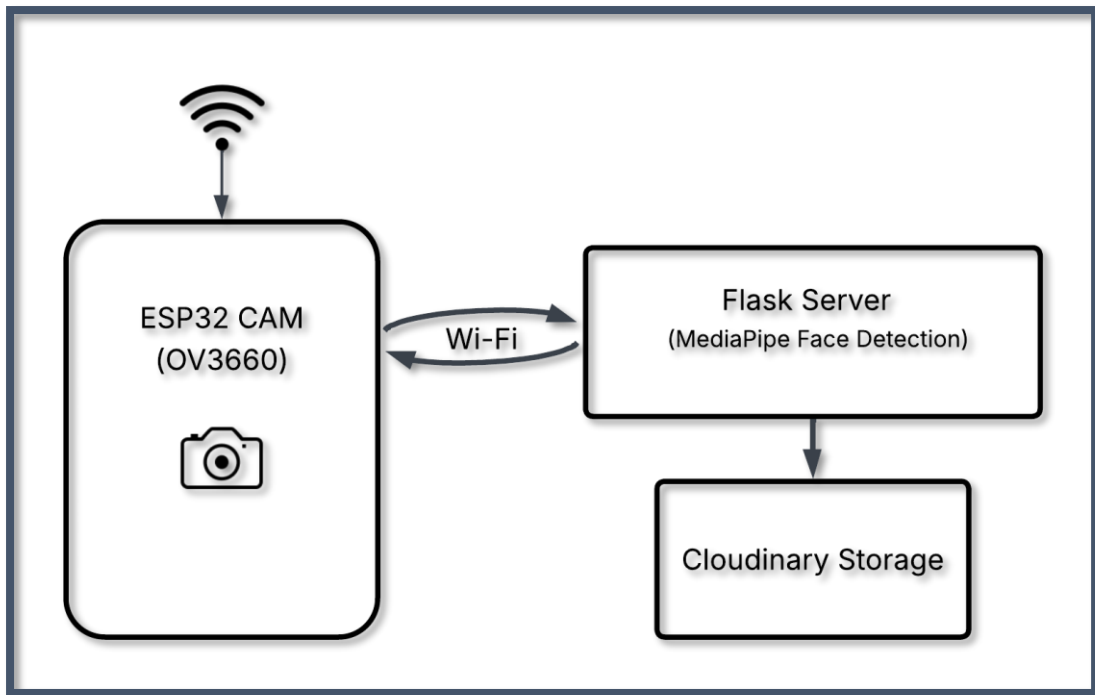 ESP32 CAM
(OV3660)
Wi-Fi
Flask Server
(MediaPipe Face Detection)
Cloudinary Storage